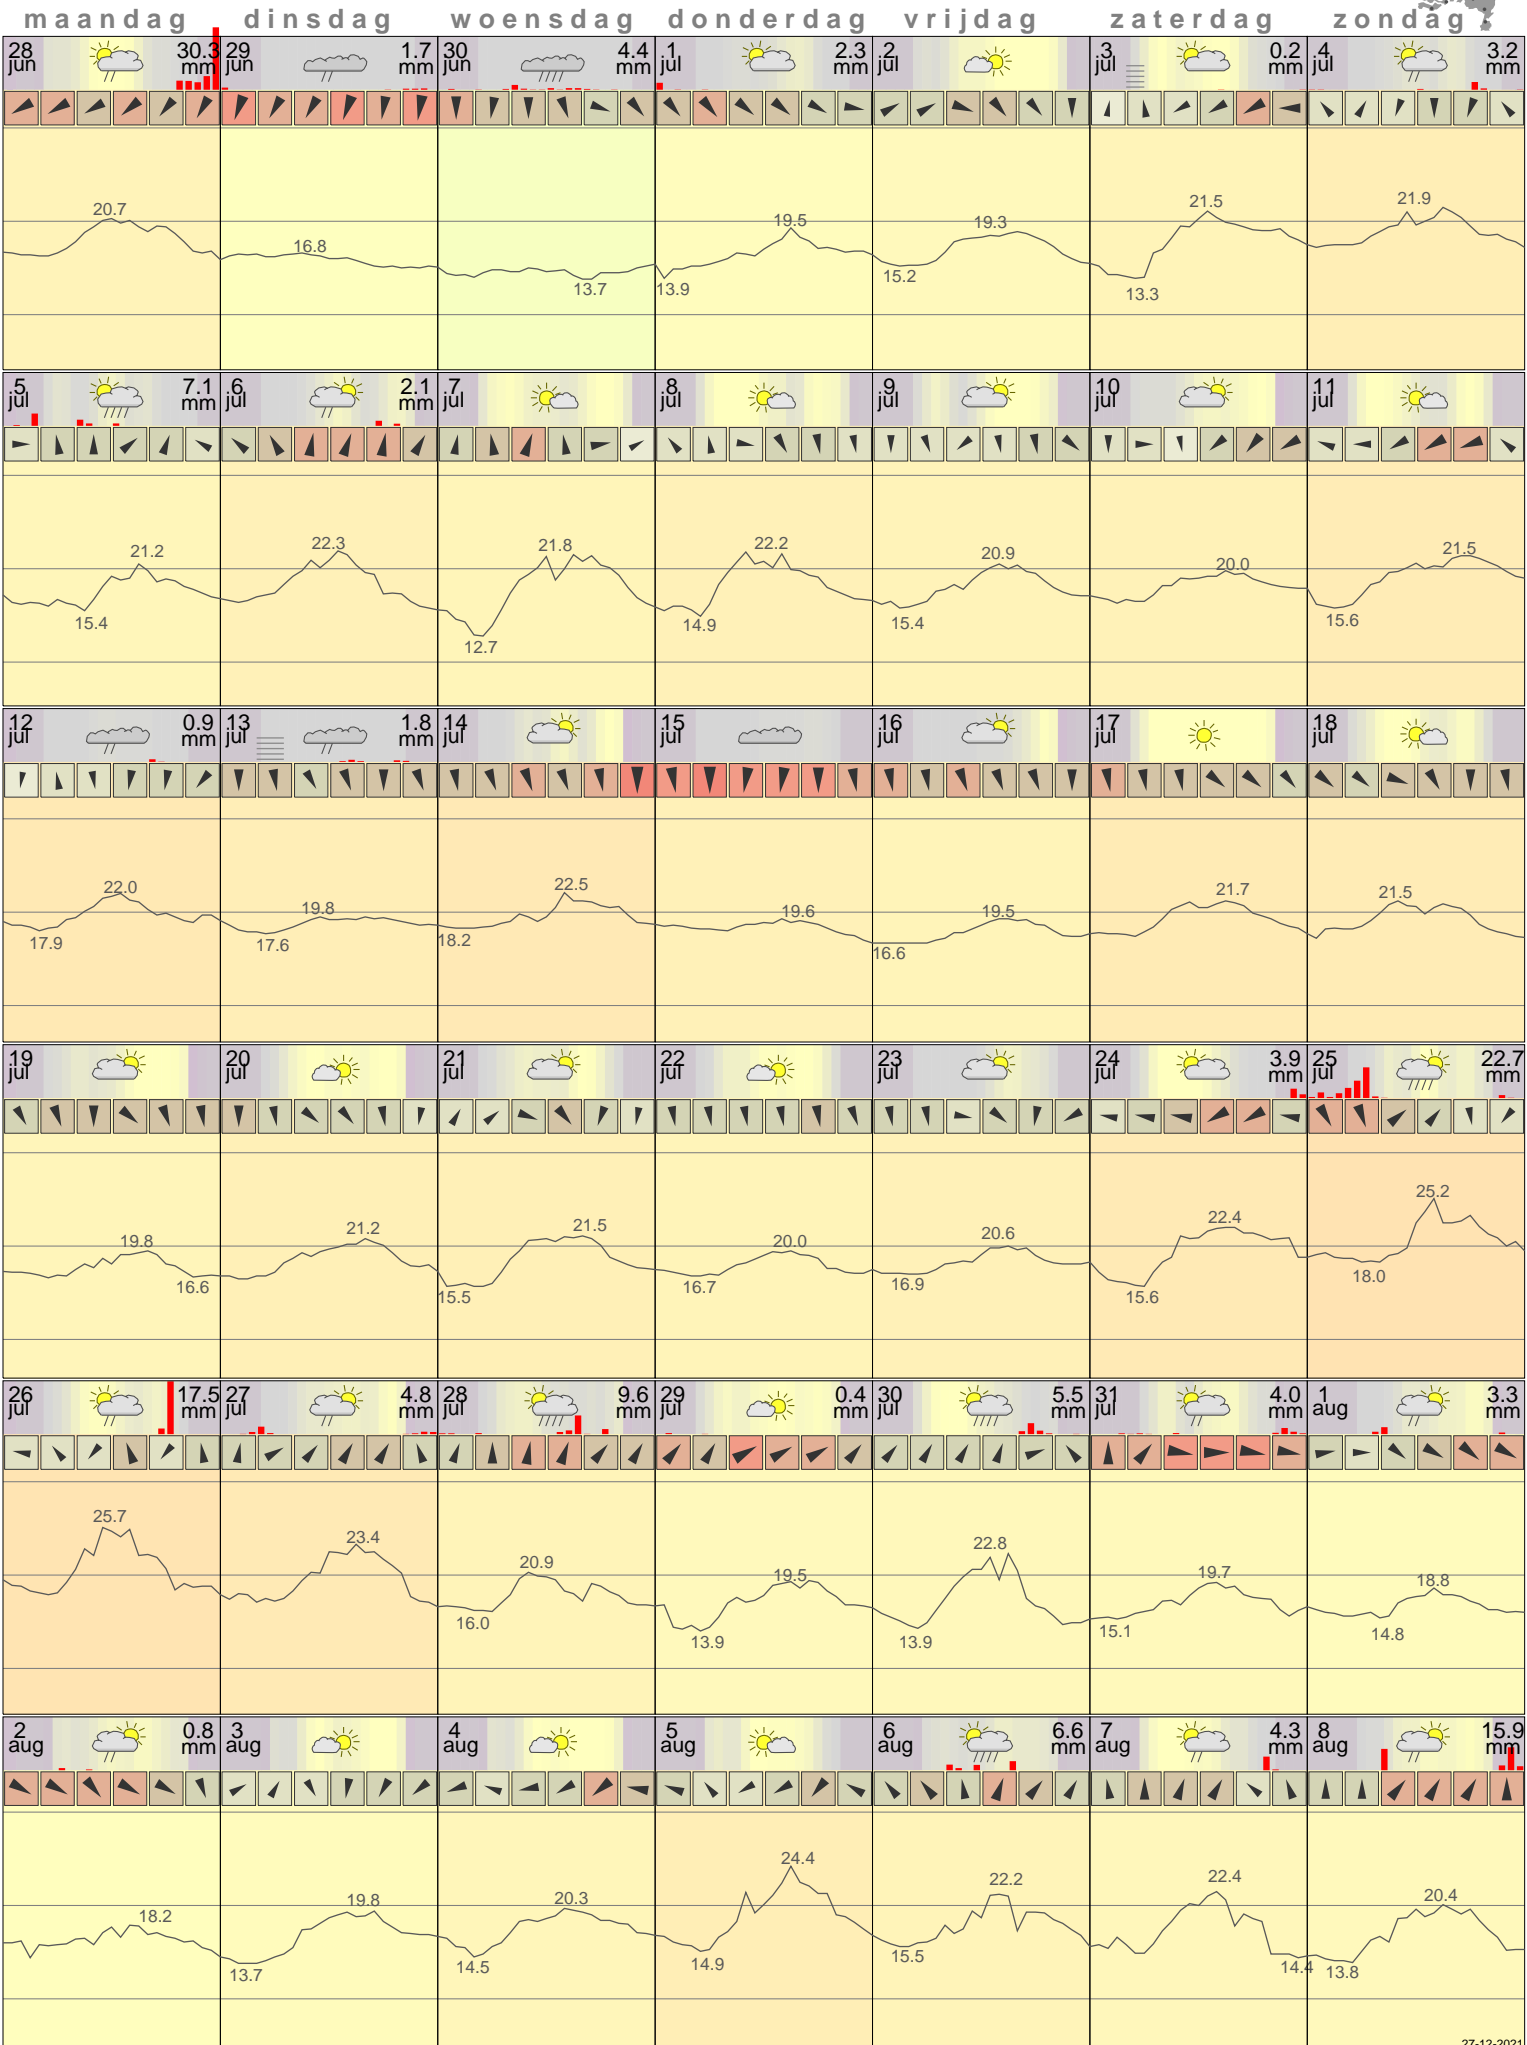 maandag dinsdag woensdag donderdag vrijdag zaterdag zondag
28 30.3 29 1.7 30 4.4 1 2.3 2 3 0.2 4 3.2
jun mm jun mm jun mm jul mm jul jul mm jul mm
20.7 16.8 13.7 13.9 19.5 15.2 19.3 13.3 21.5 21.9
5 7.1 6 2.1 7 8 9 10 11
jul mm jul mm jul jul jul jul jul
15.4 21.2 22.3 12.7 21.8 14.9 22.2 15.4 20.9 20.0 15.6 21.5
12 0.9 13 1.8 14 15 16 17 18
jul mm jul mm jul jul jul jul jul
17.9 22.0 17.6 19.8 18.2 22.5 19.6 16.6 19.5 21.7 21.5
19 20 21 22 23 24 3.9 25 22.7
jul jul jul jul jul jul mm jul mm
19.8 16.6 21.2 15.5 21.5 16.7 20.0 16.9 20.6 15.6 22.4 18.0 25.2
26 17.5 27 4.8 28 9.6 29 0.4 30 5.5 31 4.0 1 3.3
jul mm jul mm jul mm jul mm jul mm jul mm aug mm
25.7 23.4 16.0 20.9 13.9 19.5 13.9 22.8 15.1 19.7 14.8 18.8
2 0.8 3 4 5 6 6.6 7 4.3 8 15.9
aug mm aug aug aug aug mm aug mm aug mm
18.2 13.7 19.8 14.5 20.3 14.9 24.4 15.5 22.2 22.4 14.4 13.8 20.4
27-12-2021